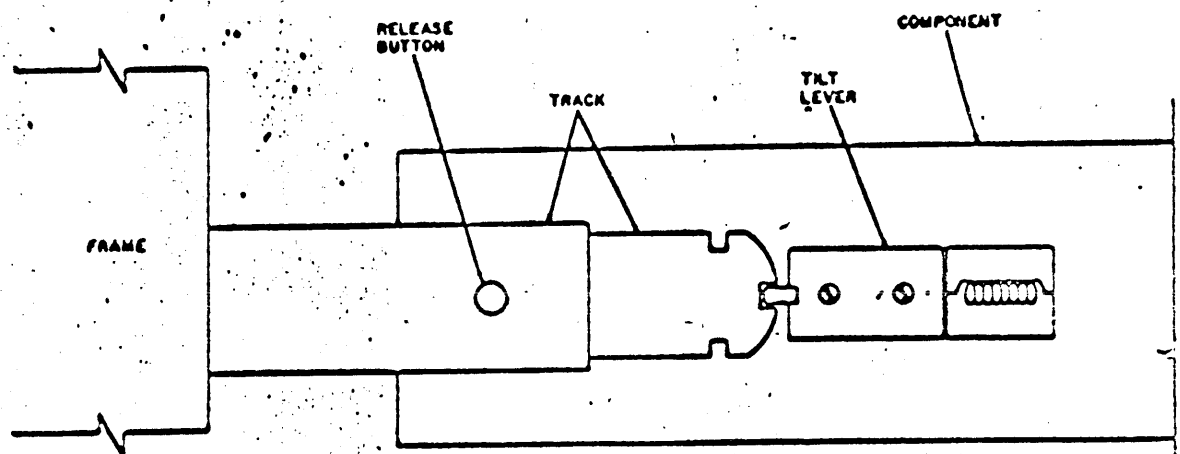 RELEASE
BUTTON
COMPONENT
TILT
LEVER
TRACK
FRAME